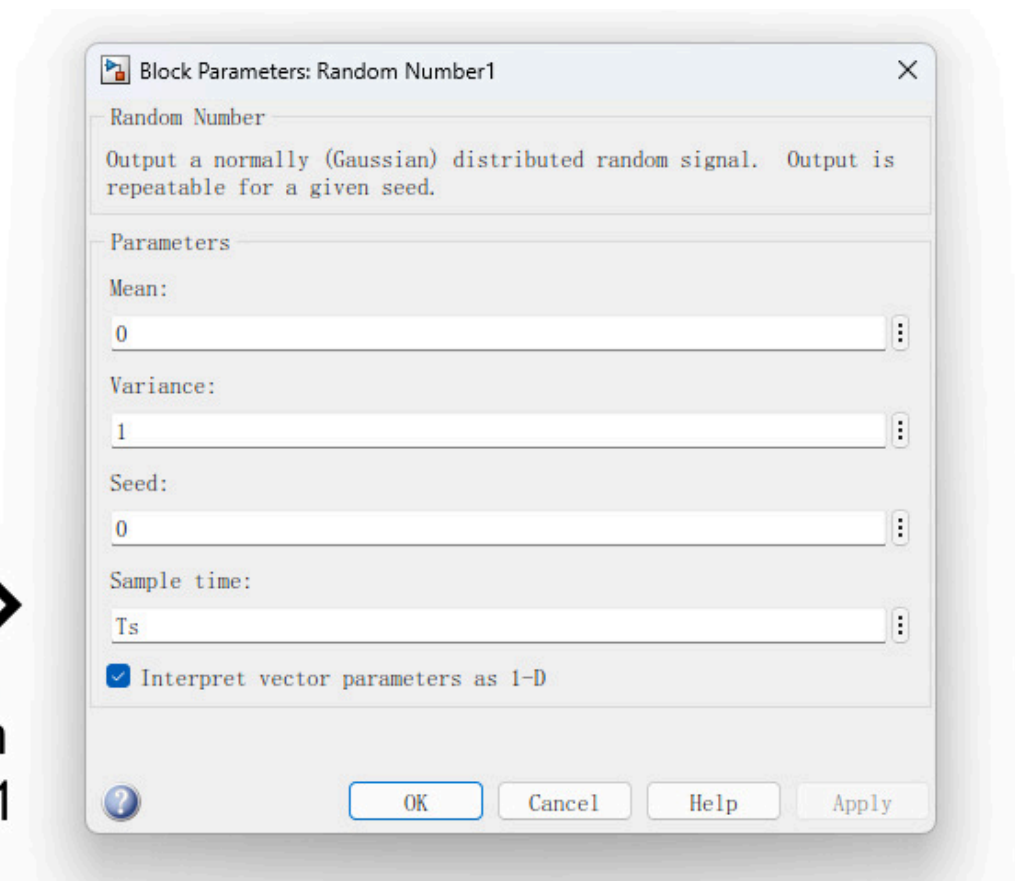 Block Parameters: Random Number1
Random Number
Output a normally (Gaussian) distributed random signal.  Output is
repeatable for a given seed.
Parameters
Mean:
0
Variance:
1
Seed:
0
Sample time:
Ts
Interpret vector parameters as 1-D
OK Cancel Help Apply
1